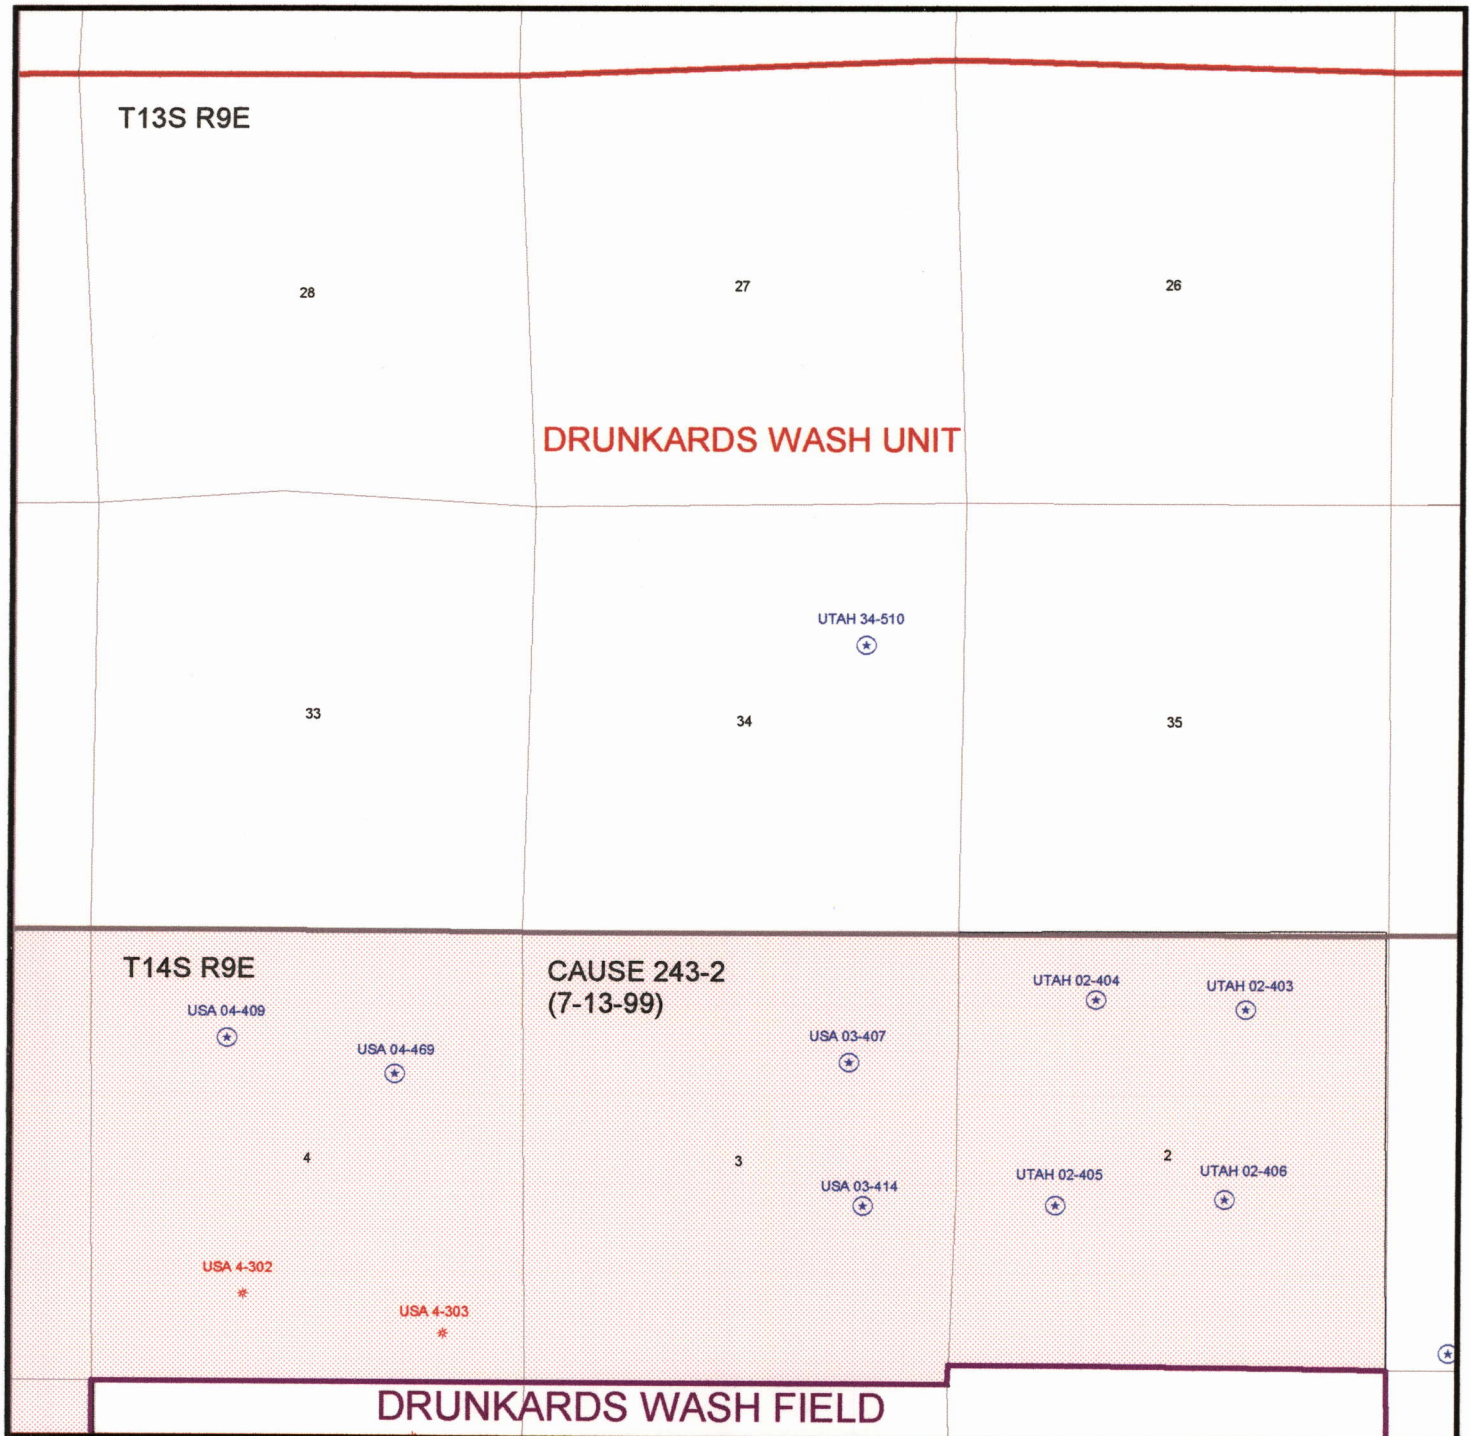 T13S R9E
28
27
26
DRUNKARDS WASH UNIT
UTAH 34-510
33
34
35
T14S R9E
CAUSE 243-2
(7-13-99)
UTAH 02-404
UTAH 02-403
USA 04-409
USA 04-469
USA 03-407
4
3
2
USA 03-414
UTAH 02-405
UTAH 02-406
USA 4-302
USA 4-303
DRUNKARDS WASH FIELD